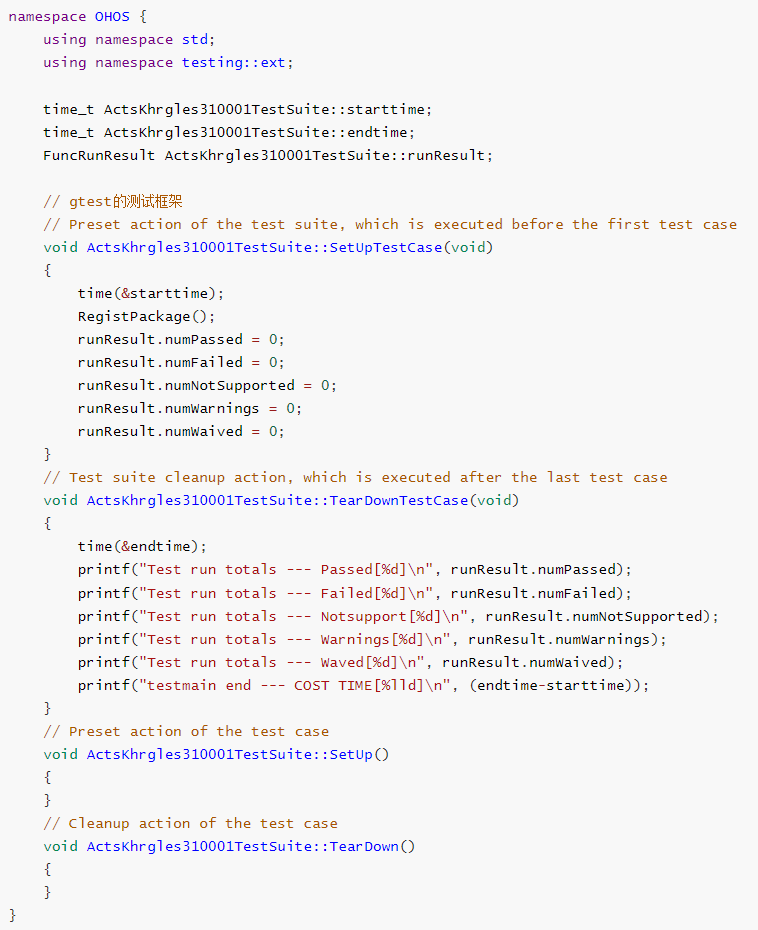 namespace OHOS {
    using namespace std;
    using namespace testing::ext;

    time_t ActsKhrgles310001TestSuite::starttime;
    time_t ActsKhrgles310001TestSuite::endtime;
    FuncRunResult ActsKhrgles310001TestSuite::runResult;

    // gtest的测试框架
    // Preset action of the test suite, which is executed before the first test case
    void ActsKhrgles310001TestSuite::SetUpTestCase(void)
    {
        time(&starttime);
        RegistPackage();
        runResult.numPassed = 0;
        runResult.numFailed = 0;
        runResult.numNotSupported = 0;
        runResult.numWarnings = 0;
        runResult.numWaived = 0;
    }
    // Test suite cleanup action, which is executed after the last test case
    void ActsKhrgles310001TestSuite::TearDownTestCase(void)
    {
        time(&endtime);
        printf("Test run totals --- Passed[%d]\n", runResult.numPassed);
        printf("Test run totals --- Failed[%d]\n", runResult.numFailed);
        printf("Test run totals --- Notsupport[%d]\n", runResult.numNotSupported);
        printf("Test run totals --- Warnings[%d]\n", runResult.numWarnings);
        printf("Test run totals --- Waved[%d]\n", runResult.numWaived);
        printf("testmain end --- COST TIME[%lld]\n", (endtime-starttime));
    }
    // Preset action of the test case
    void ActsKhrgles310001TestSuite::SetUp()
    {
    }
    // Cleanup action of the test case
    void ActsKhrgles310001TestSuite::TearDown()
    {
    }
}